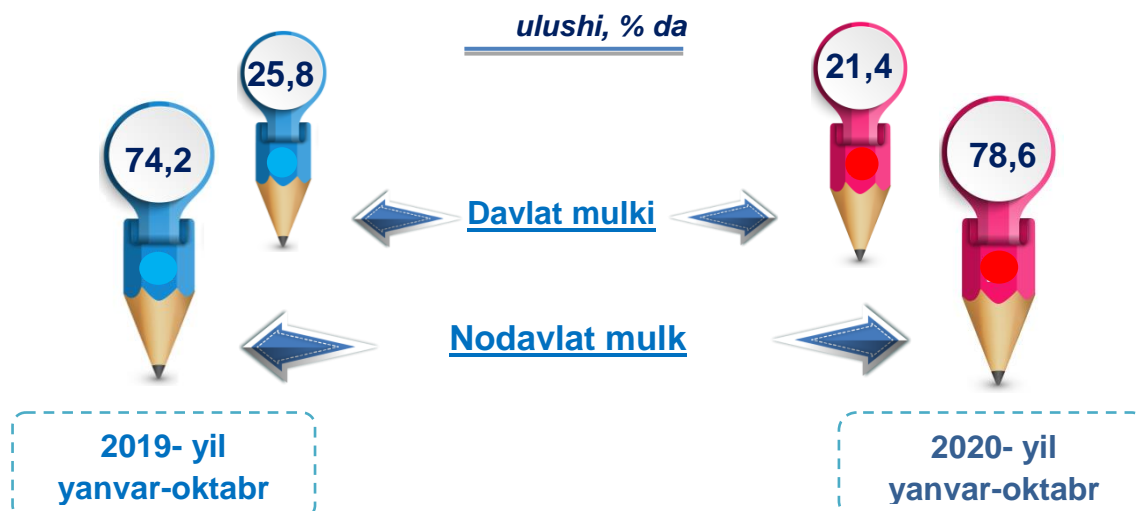 ulushi, % da
25,8
21,4
74,2
78,6
Davlat mulki
Nodavlat mulk
2019- yil
yanvar-oktabr
2020- yil
yanvar-oktabr